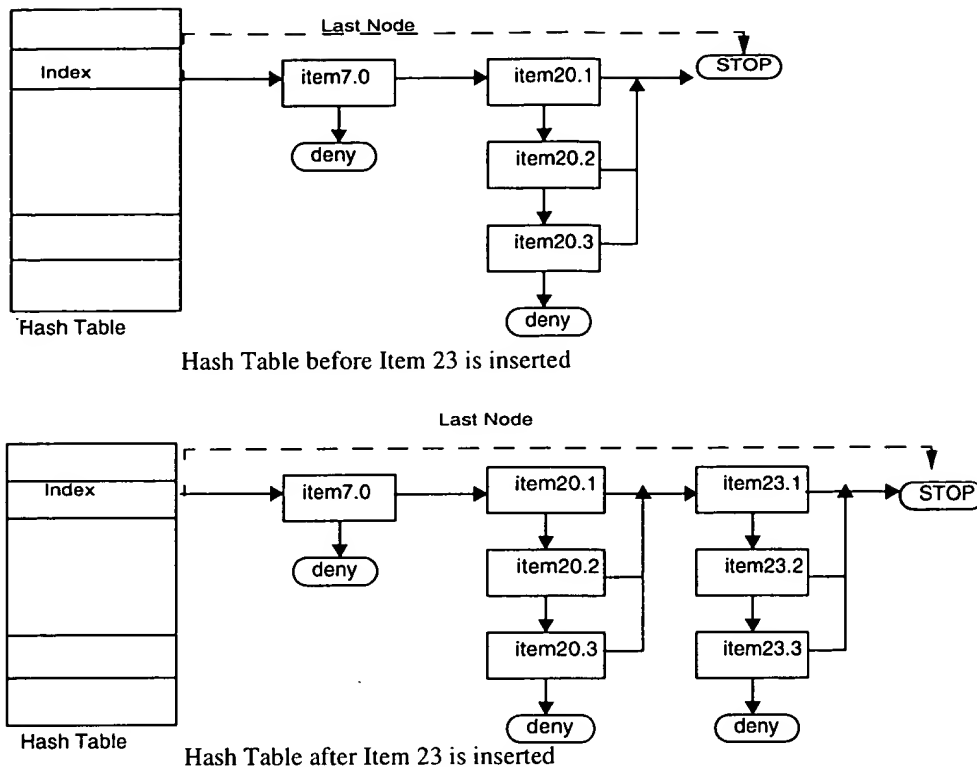 Last Node
STOP
Index
item7.0
item20.1
deny
item20.2
item20.3
deny
Hash Table
Hash Table before Item 23 is inserted
Last Node
Index
item7.0
item20.1
item23.1
STOP
deny
item20.2
item23.2
item20.3
item23.3
deny
deny
Hash Table
Hash Table after Item 23 is inserted